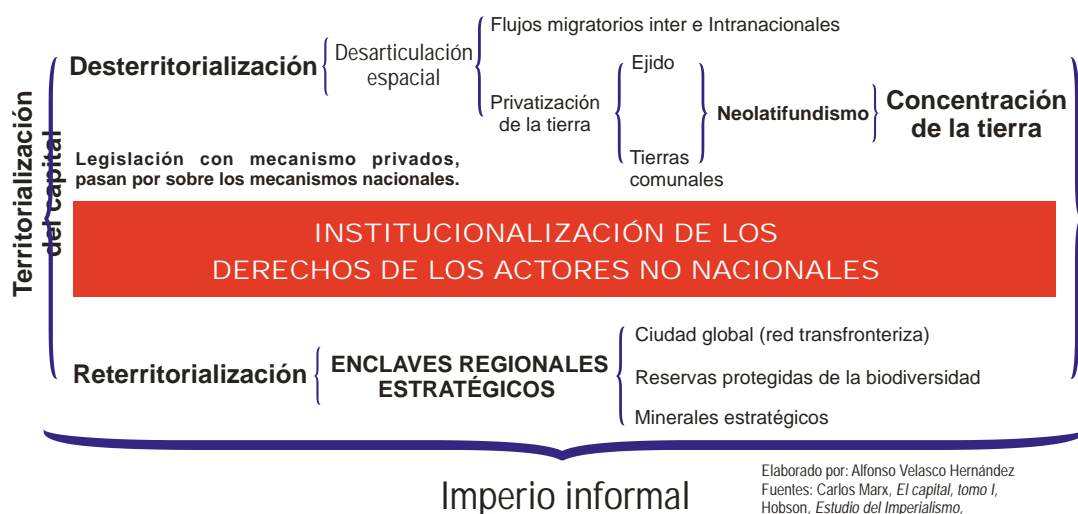 Territorialización
del capital
Desterritorialización
Desarticulación
espacial
Flujos migratorios inter e Intranacionales
Privatización
de la tierra
Ejido
Tierras
comunales
Neolatifundismo
Concentración
de la tierra
Legislación con mecanismo privados,
pasan por sobre los mecanismos nacionales.
INSTITUCIONALIZACIÓN DE LOS
DERECHOS DE LOS ACTORES NO NACIONALES
Reterritorialización
ENCLAVES REGIONALES
ESTRATÉGICOS
Ciudad global (red transfronteriza)
Reservas protegidas de la biodiversidad
Minerales estratégicos
Imperio informal
Elaborado por: Alfonso Velasco Hernández
Fuentes: Carlos Marx, El capital, tomo I,
Hobson, Estudio del Imperialismo,